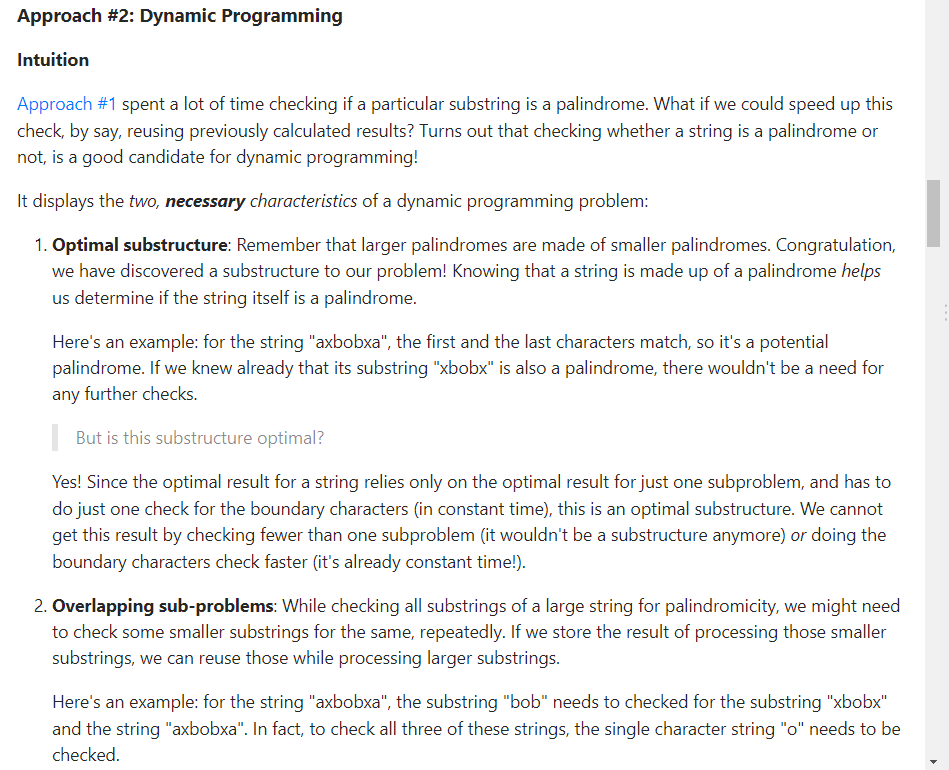 Approach #2: Dynamic Programming
Intuition
Approach #1 spent a lot of time checking if a particular substring is a palindrome. What if we could speed up this
check, by say, reusing previously calculated results? Turns out that checking whether a string is a palindrome or
not, is a good candidate for dynamic programming!
It displays the two, necessary characteristics of a dynamic programming problem:
1. Optimal substructure: Remember that larger palindromes are made of smaller palindromes. Congratulation,
we have discovered a substructure to our problem! Knowing that a string is made up of a palindrome helps
us determine if the string itself is a palindrome.
Here's an example: for the string "axbobxa", the first and the last characters match, so it's a potential
palindrome. If we knew already that its substring "xbobx" is also a palindrome, there wouldn't be a need for
any further checks.
But is this substructure optimal?
Yes! Since the optimal result for a string relies only on the optimal result for just one subproblem, and has to
do just one check for the boundary characters (in constant time), this is an optimal substructure. We cannot
get this result by checking fewer than one subproblem (it wouldn't be a substructure anymore) or doing the
boundary characters check faster (it's already constant time!).
2. Overlapping sub-problems: While checking all substrings of a large string for palindromicity, we might need
to check some smaller substrings for the same, repeatedly. If we store the result of processing those smaller
substrings, we can reuse those while processing larger substrings.
Here's an example: for the string "axbobxa", the substring "bob" needs to checked for the substring "xbobx"
and the string "axbobxa". In fact, to check all three of these strings, the single character string "o" needs to be
checked.